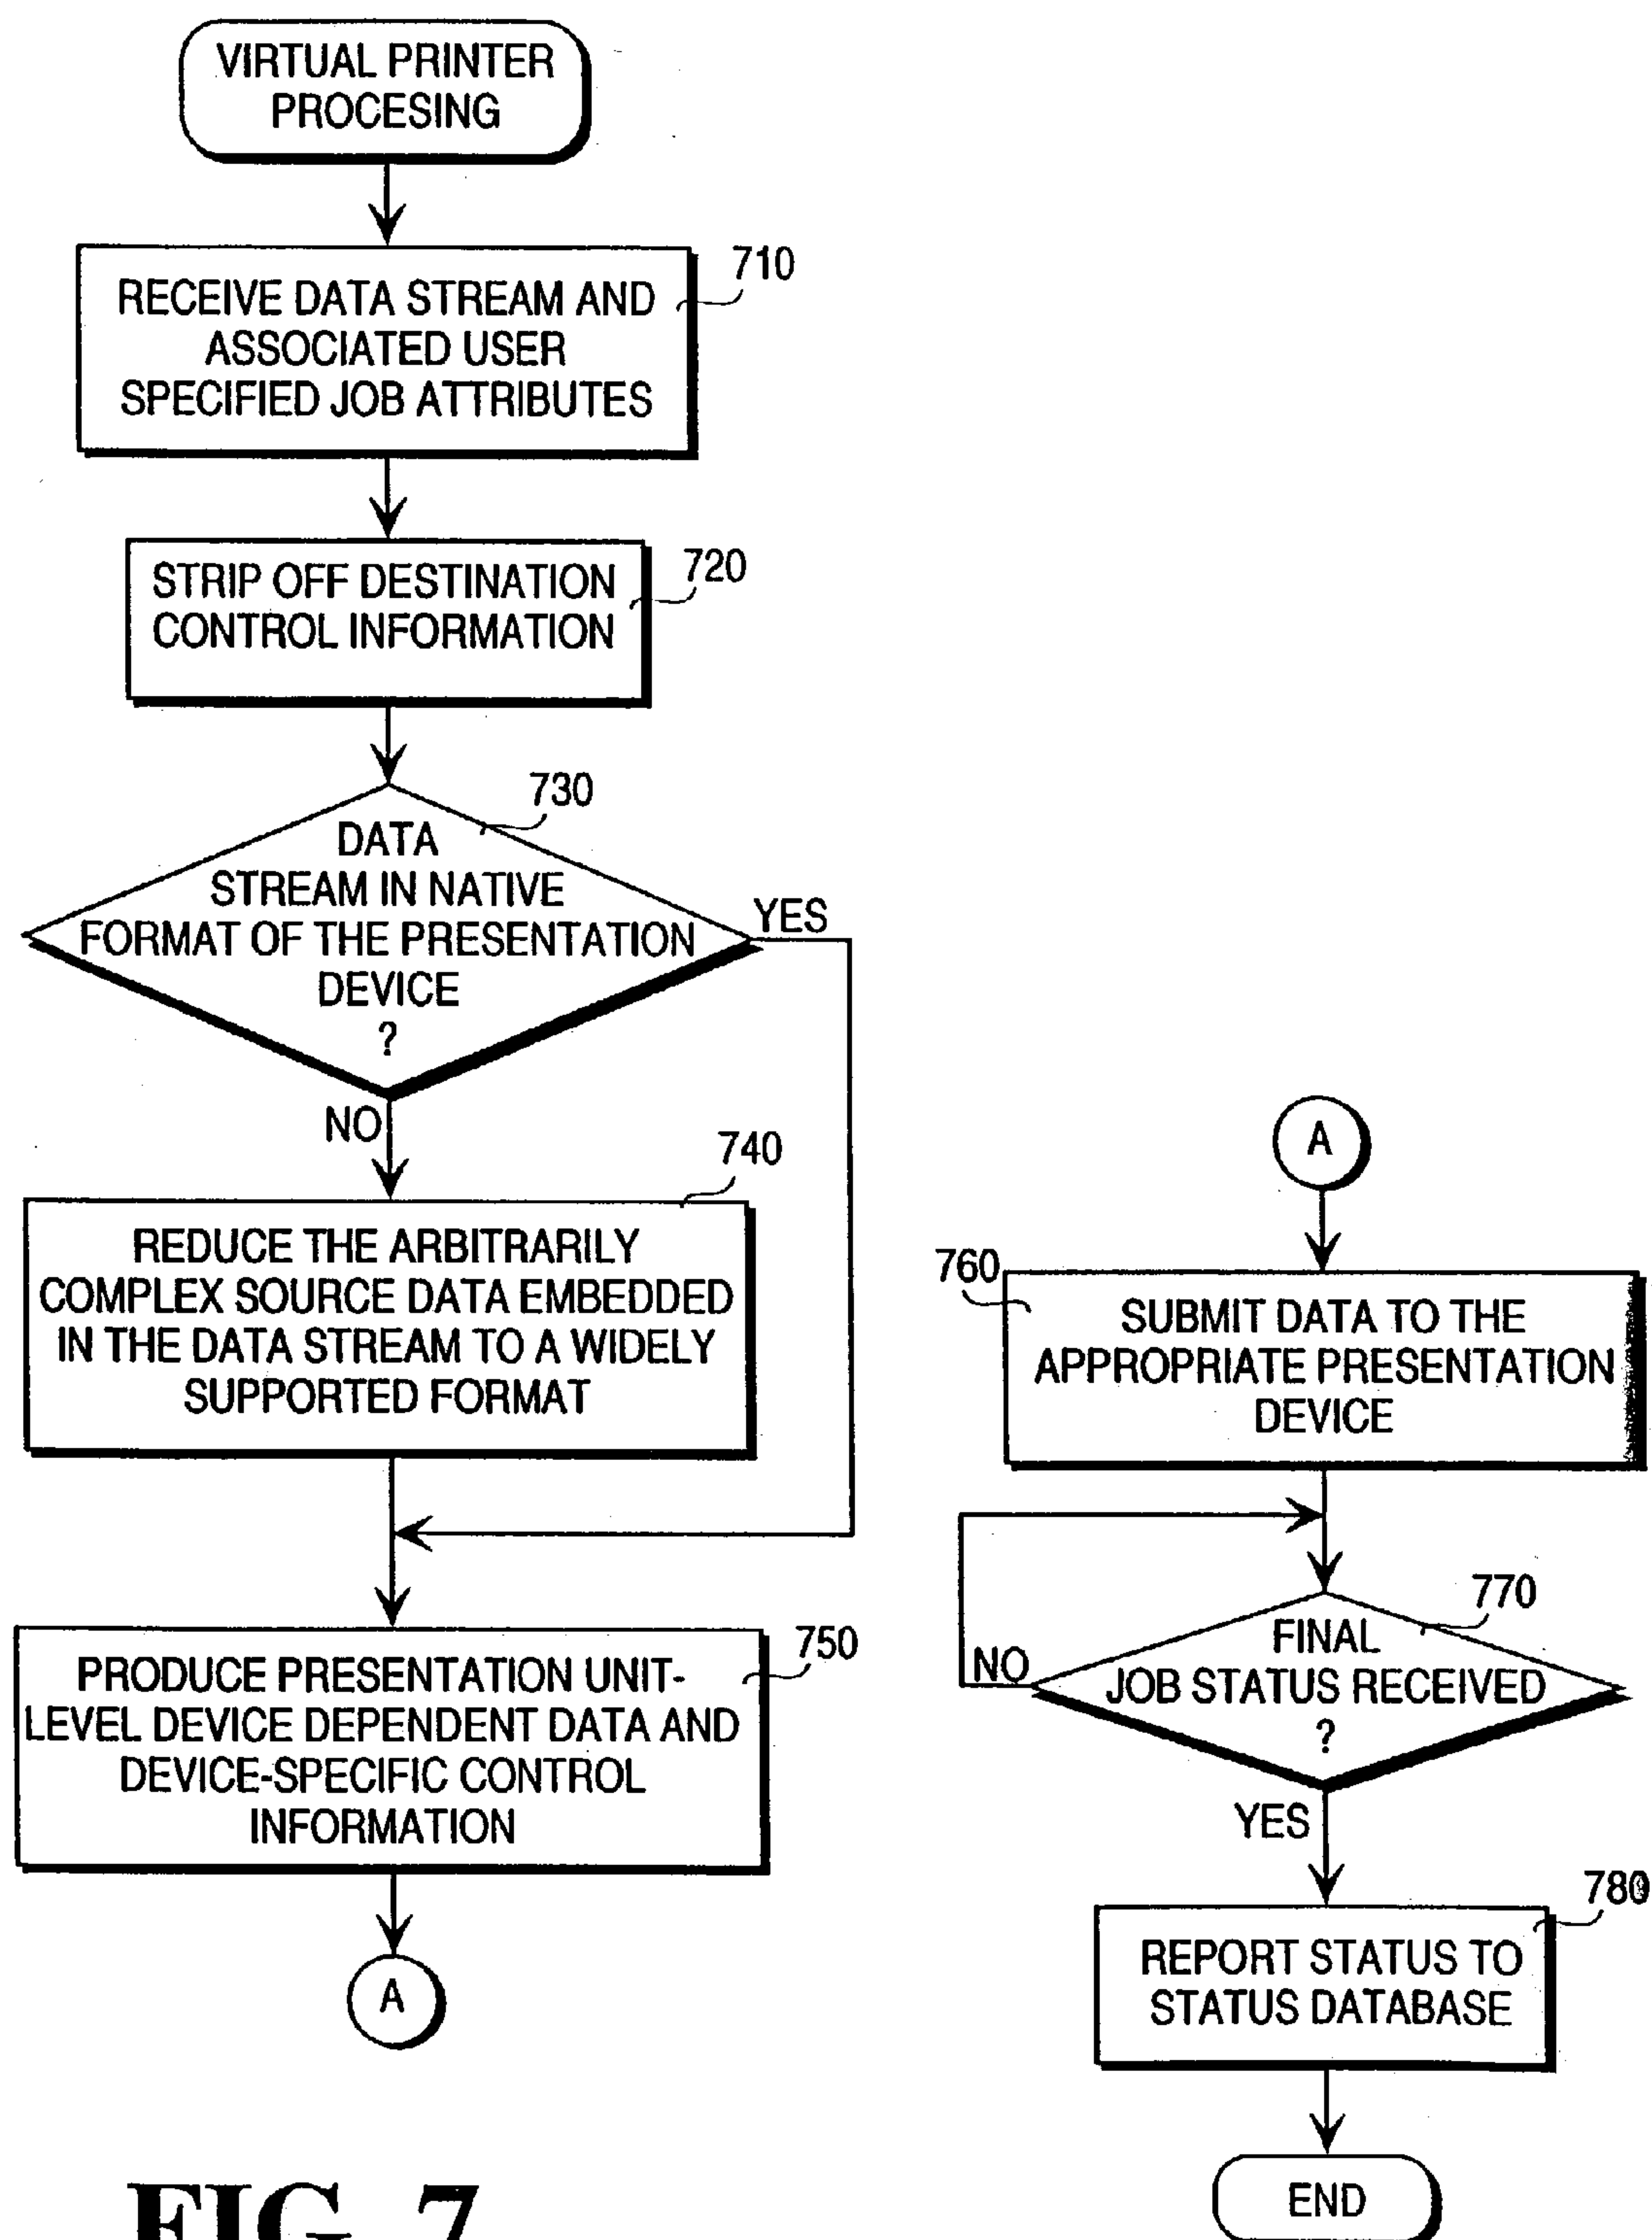 VIRTUAL PRINTER
PROCESING
710
RECEIVE DATA STREAM AND
ASSOCIATED USER
SPECIFIED JOB ATTRIBUTES
720
STRIP OFF DESTINATION
CONTROL INFORMATION
730
DATA
STREAM IN NATIVE
FORMAT OF THE PRESENTATION
DEVICE
?
YES
NO
740
REDUCE THE ARBITRARILY
COMPLEX SOURCE DATA EMBEDDED
IN THE DATA STREAM TO A WIDELY
SUPPORTED FORMAT
750
PRODUCE PRESENTATION UNIT-
LEVEL DEVICE DEPENDENT DATA AND
DEVICE-SPECIFIC CONTROL
INFORMATION
A
A
760
SUBMIT DATA TO THE
APPROPRIATE PRESENTATION
DEVICE
770
FINAL
JOB STATUS RECEIVED
?
NO
YES
780
REPORT STATUS TO
STATUS DATABASE
END
FIG. 7